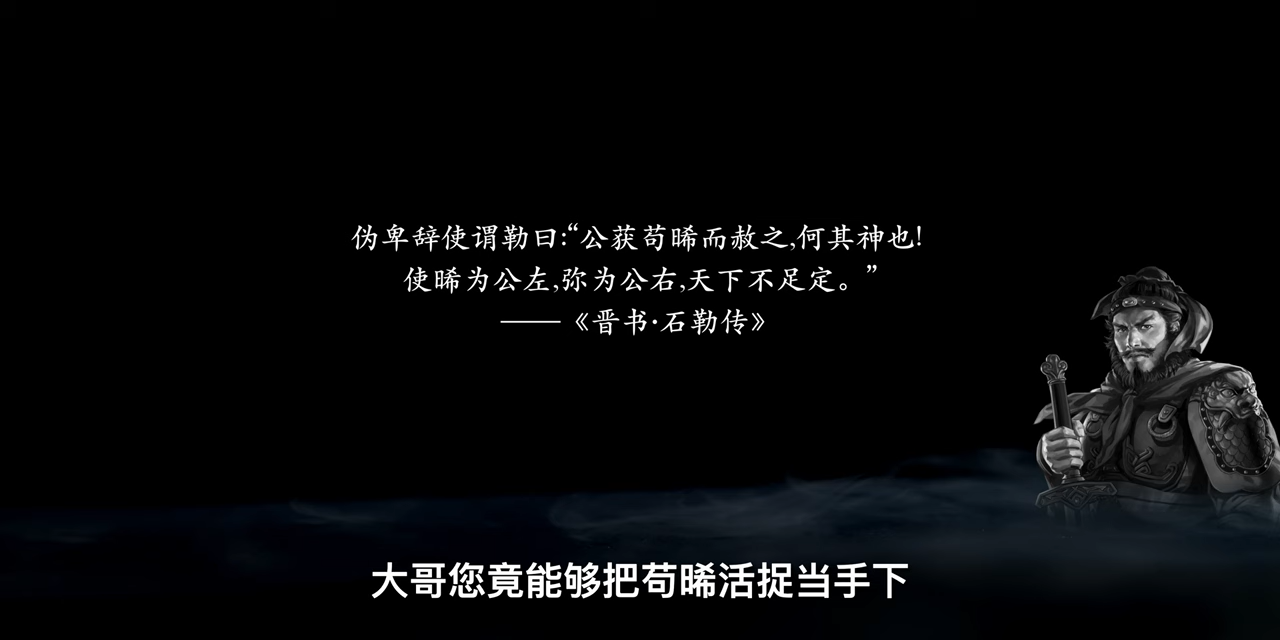 伪卑辞使谓勒曰:“公获苟晞而赦之,何其神也!
使晞为公左,弥为公右,天下不足定。”
——《晋书·石勒传》
大哥您竟能够把苟晞活捉当手下